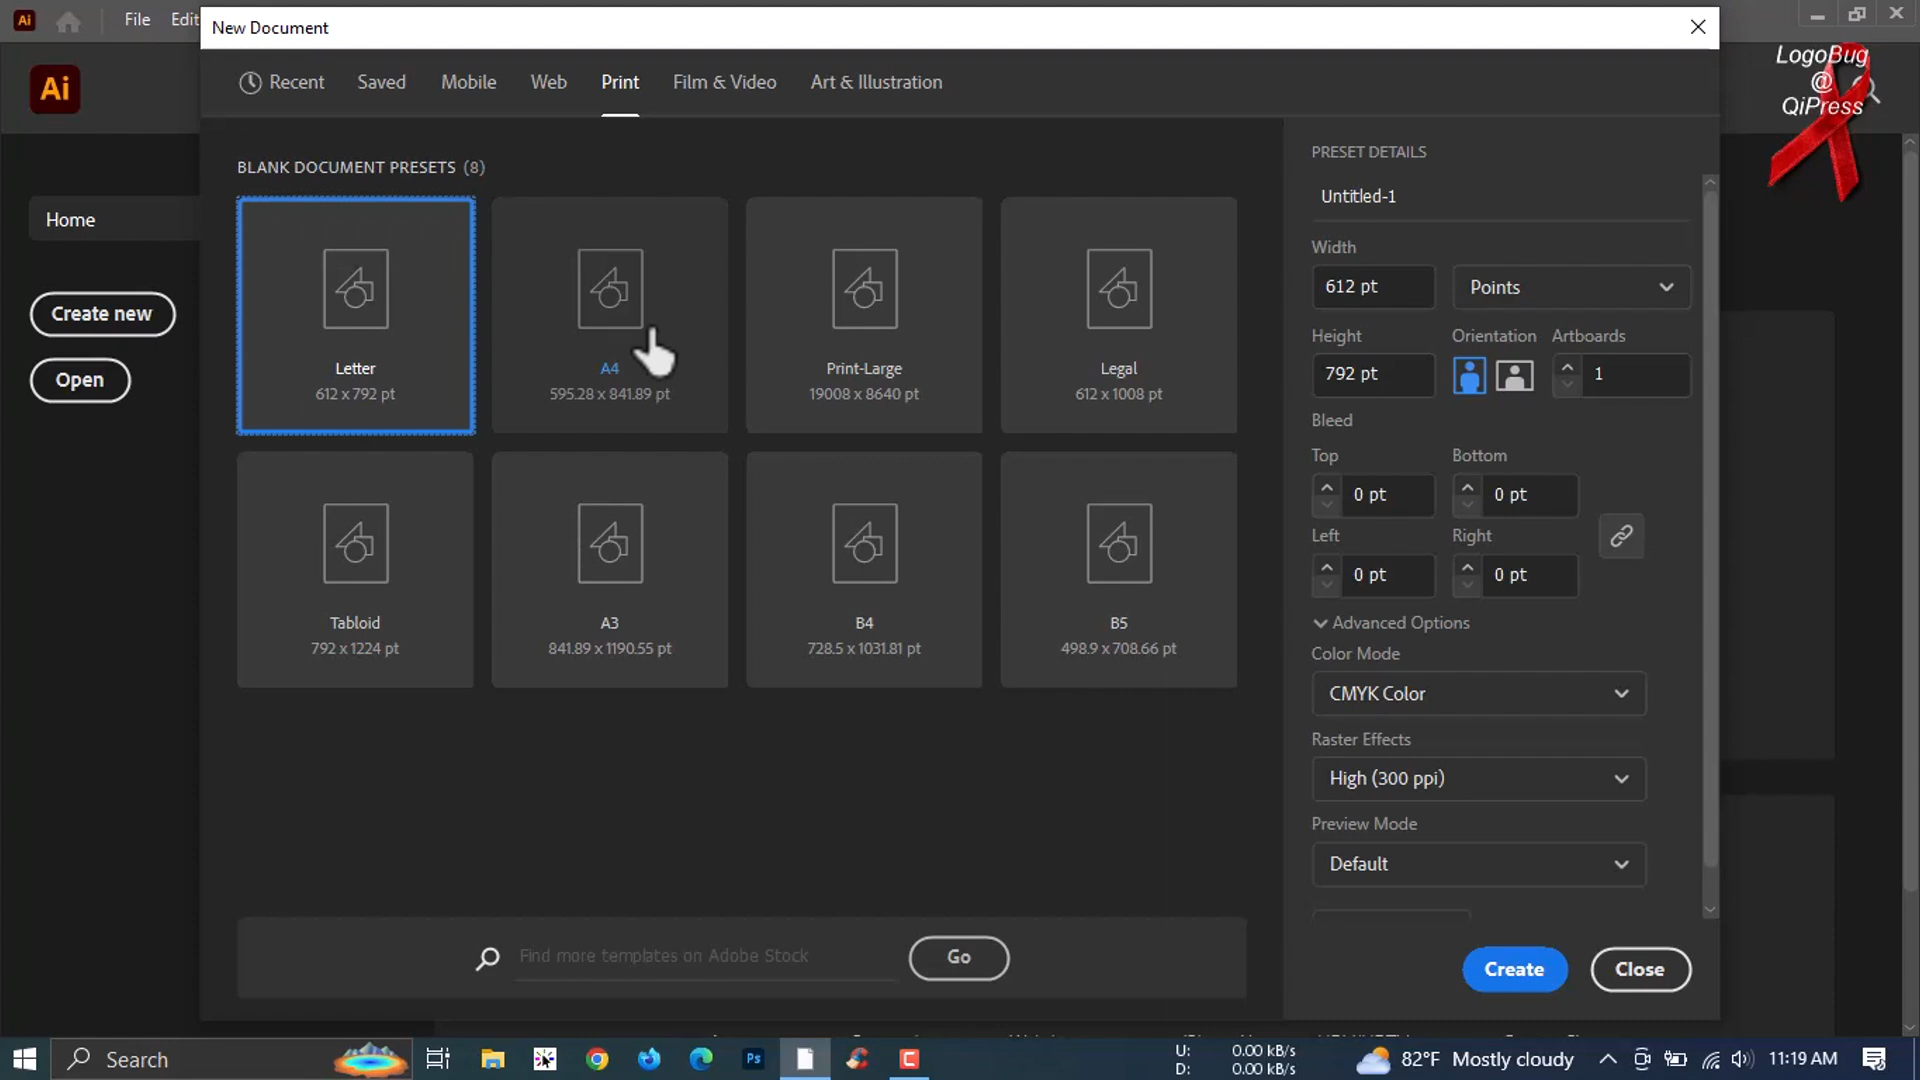 Ai
File
Edit
New Document
LogoBug
@
QiPress
Ai
Recent
Saved
Mobile
Web
Print
Film & Video
Art & Illustration
Home
Create new
Open
BLANK DOCUMENT PRESETS (8)
Letter
612 x 792 pt
A4
595.28 x 841.89 pt
Print-Large
19008 x 8640 pt
Legal
612 x 1008 pt
Tabloid
792 x 1224 pt
A3
841.89 x 1190.55 pt
B4
728.5 x 1031.81 pt
B5
498.9 x 708.66 pt
Find more templates on Adobe Stock
Go
PRESET DETAILS
Untitled-1
Width
612 pt
Points
Height
Orientation
Artboards
792 pt
1
Bleed
Top
Bottom
0 pt
0 pt
Left
Right
0 pt
0 pt
Advanced Options
Color Mode
CMYK Color
Raster Effects
High (300 ppi)
Preview Mode
Default
Create
Close
Search
Ps
U: 0.00 kB/s
D: 0.00 kB/s
82°F Mostly cloudy
11:19 AM